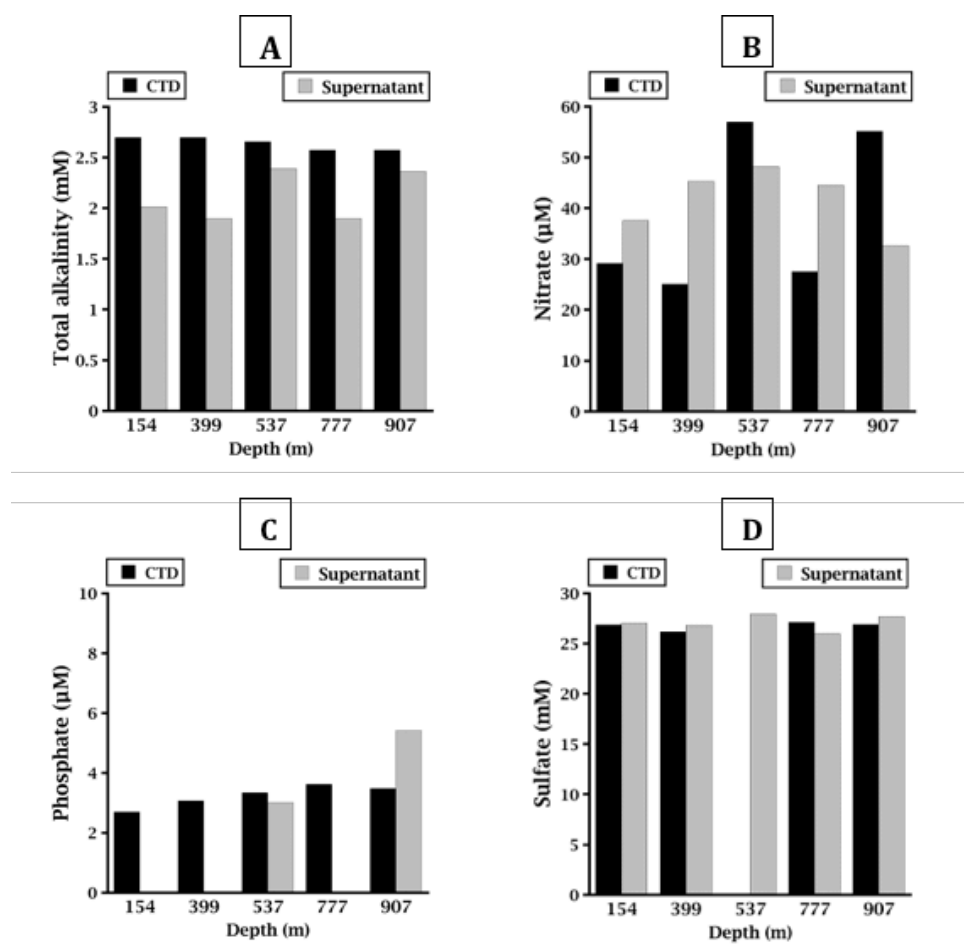 A
B
CTD
Supernatant
CTD
Supernatant
Total alkalinity (mM)
3
2.5
2
1.5
1
0.5
0
154 399 537 777 907
Depth (m)
Nitrate (µM)
60
50
40
30
20
10
0
154 399 537 777 907
Depth (m)
C
D
CTD
Supernatant
CTD
Supernatant
Phosphate (µM)
10
8
6
4
2
0
154 399 537 777 907
Depth (m)
Sulfate (mM)
30
25
20
15
10
5
0
154 399 537 777 907
Depth (m)